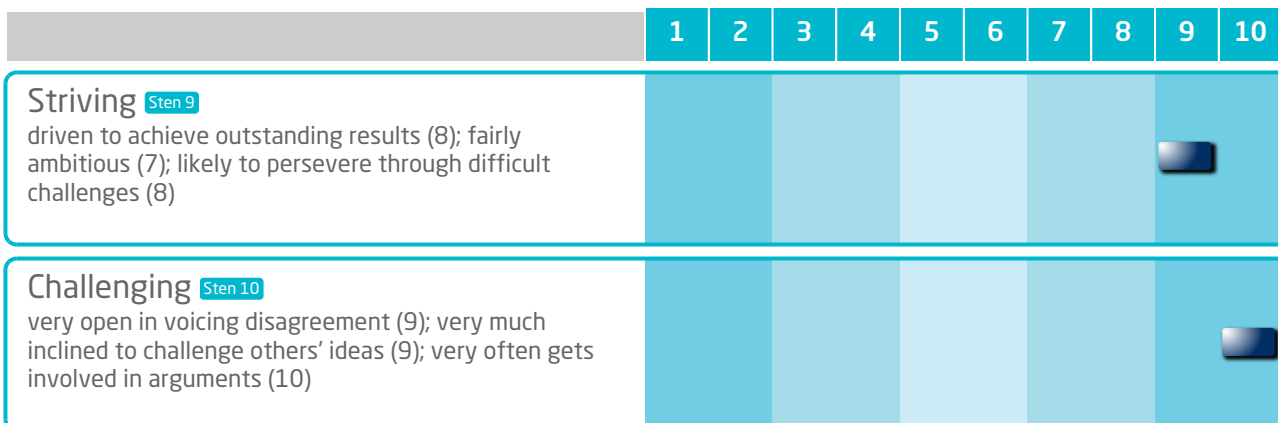 1 2 3 4 5 6 7 8 9 10
Striving Sten 9
driven to achieve outstanding results (8); fairly
ambitious (7); likely to persevere through difficult
challenges (8)
Challenging Sten 10
very open in voicing disagreement (9); very much
inclined to challenge others’ ideas (9); very often gets
involved in arguments (10)